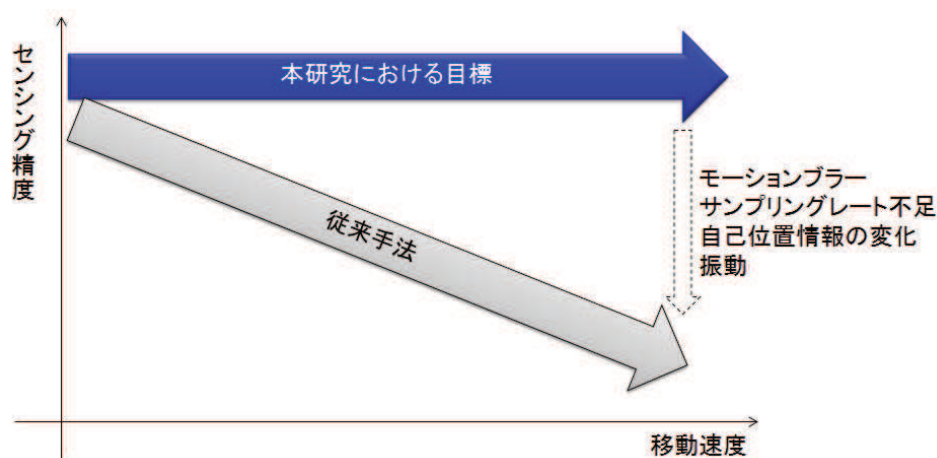 センシング精度
本研究における目標
従来手法
モーションブラー
サンプリングレート不足
自己位置情報の変化
振動
移動速度